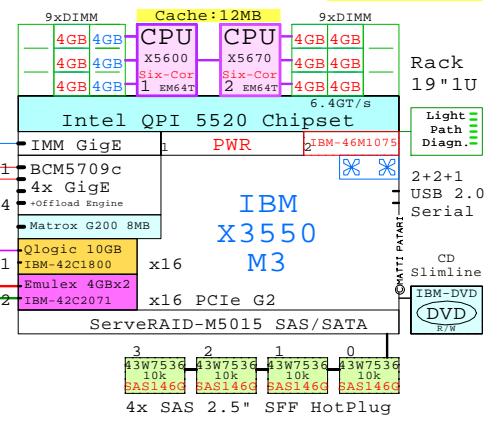 9xDIMM Cache:12MB 9xDIMM
4GB 4GB CPU CPU 4GB 4GB
4GB 4GB X5600 X5670 4GB 4GB
Six-Cor Six-Cor
4GB 4GB 1 EM64T 2 EM64T 4GB 4GB
Rack
19"1U
6.4GT/s
Intel QPI 5520 Chipset
Light
Path
Diagn.
IMM GigE 1 PWR 2 IBM-46M1075
1 BCM5709c
4x GigE
4 +Offload Engine
2+2+1
USB 2.0
Serial
Matrox G200 8MB
IBM
X3550
M3
©MATTI PATARI
Qlogic 10GB
1 IBM-42C1800 x16
Emulex 4GBx2
2 IBM-42C2071 x16 PCIe G2
CD
Slimline
IBM-DVD
DVD
R/W
ServeRAID-M5015 SAS/SATA
3 2 1 0
43W7536 43W7536 43W7536 43W7536
10k 10k 10k 10k
SAS146G SAS146G SAS146G SAS146G
4x SAS 2.5" SFF HotPlug